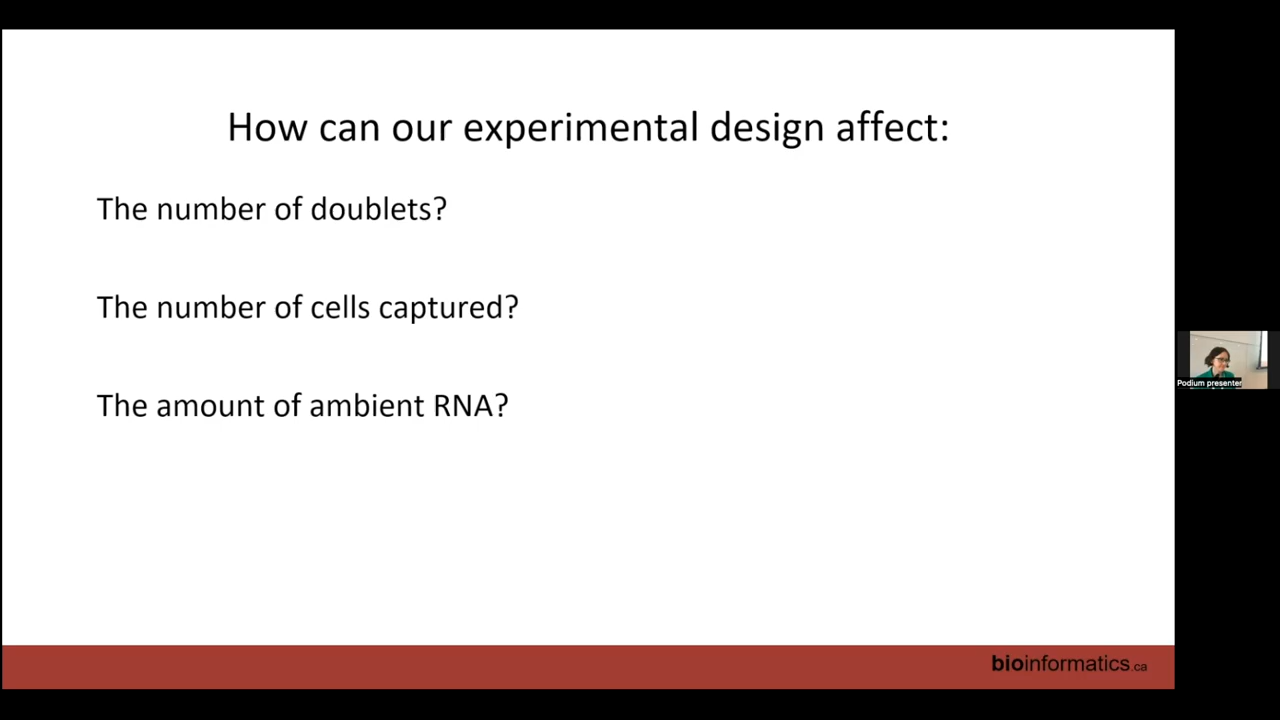 How can our experimental design affect:
The number of doublets?
The number of cells captured?
The amount of ambient RNA?
Podium presenter
bioinformatics.ca